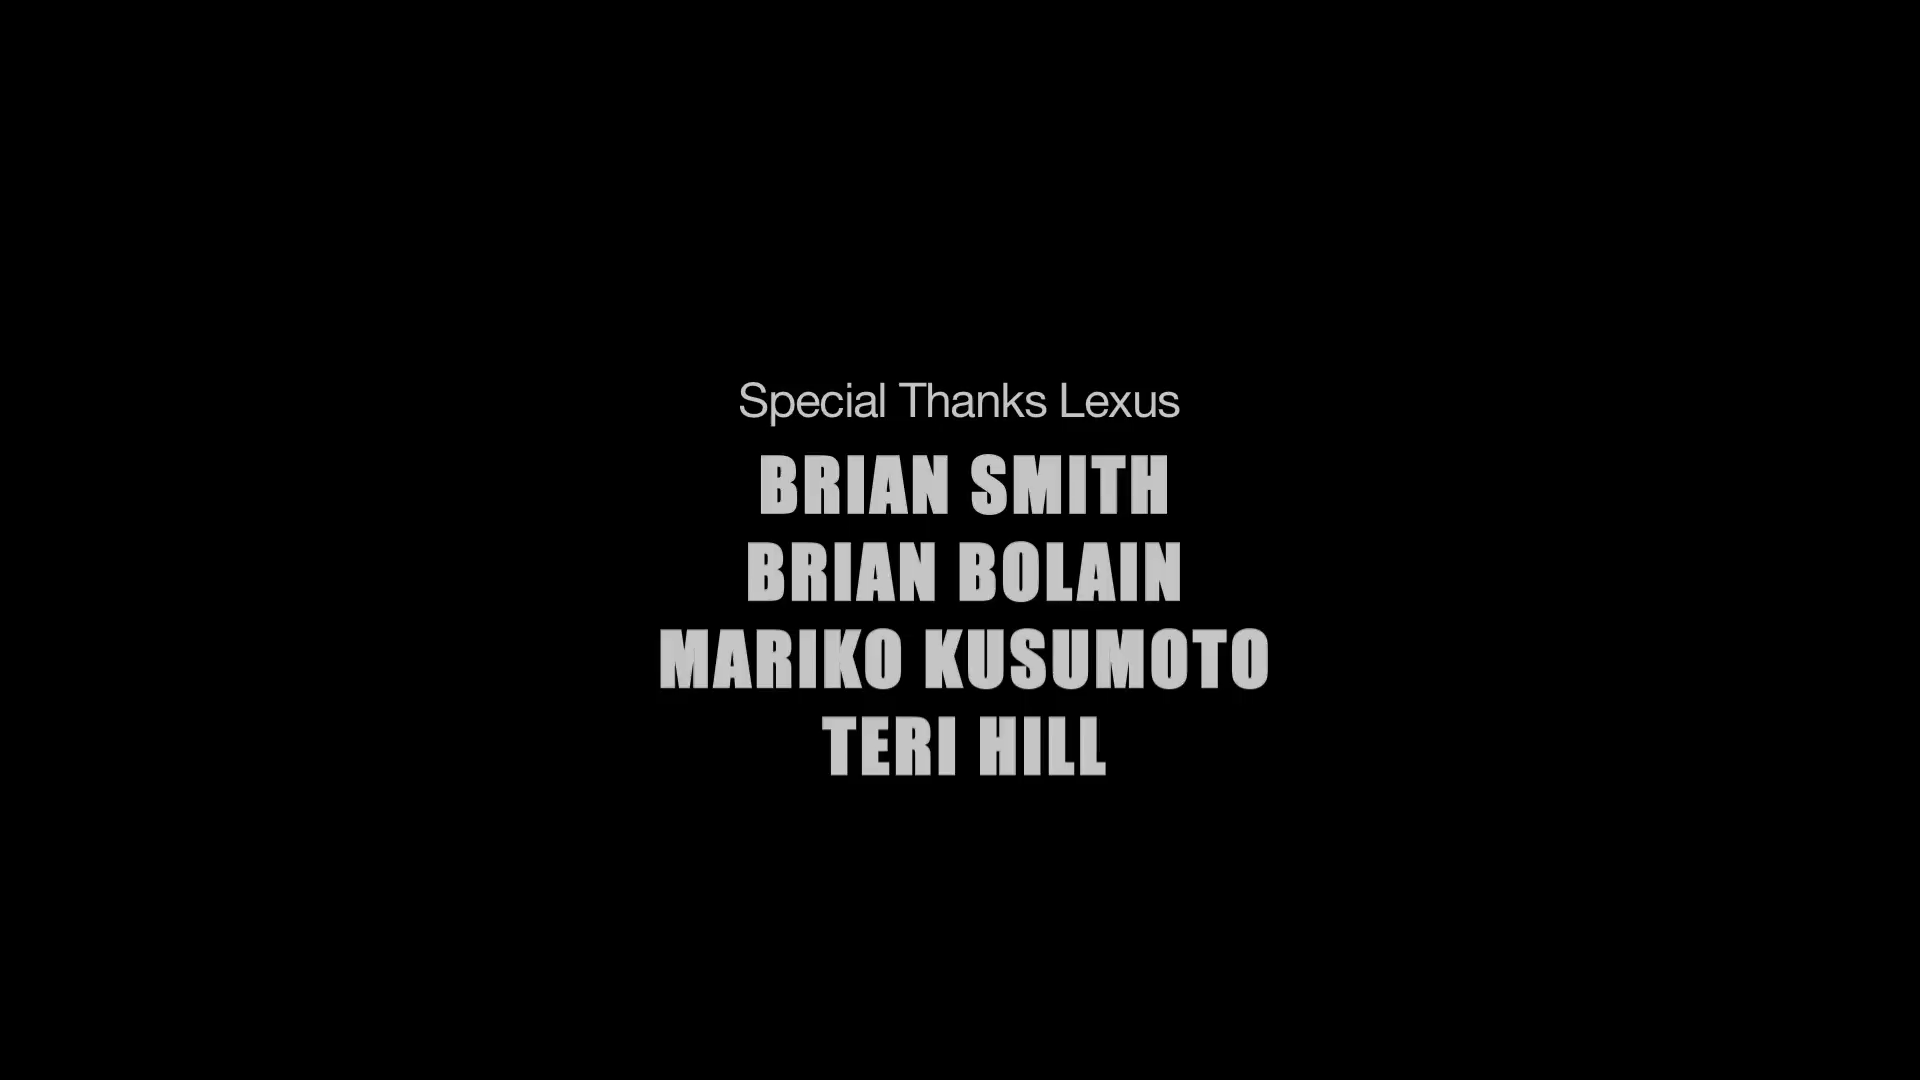 Special Thanks Lexus
BRIAN SMITH
BRIAN BOLAIN
MARIKO KUSUMOTO
TERI HILL